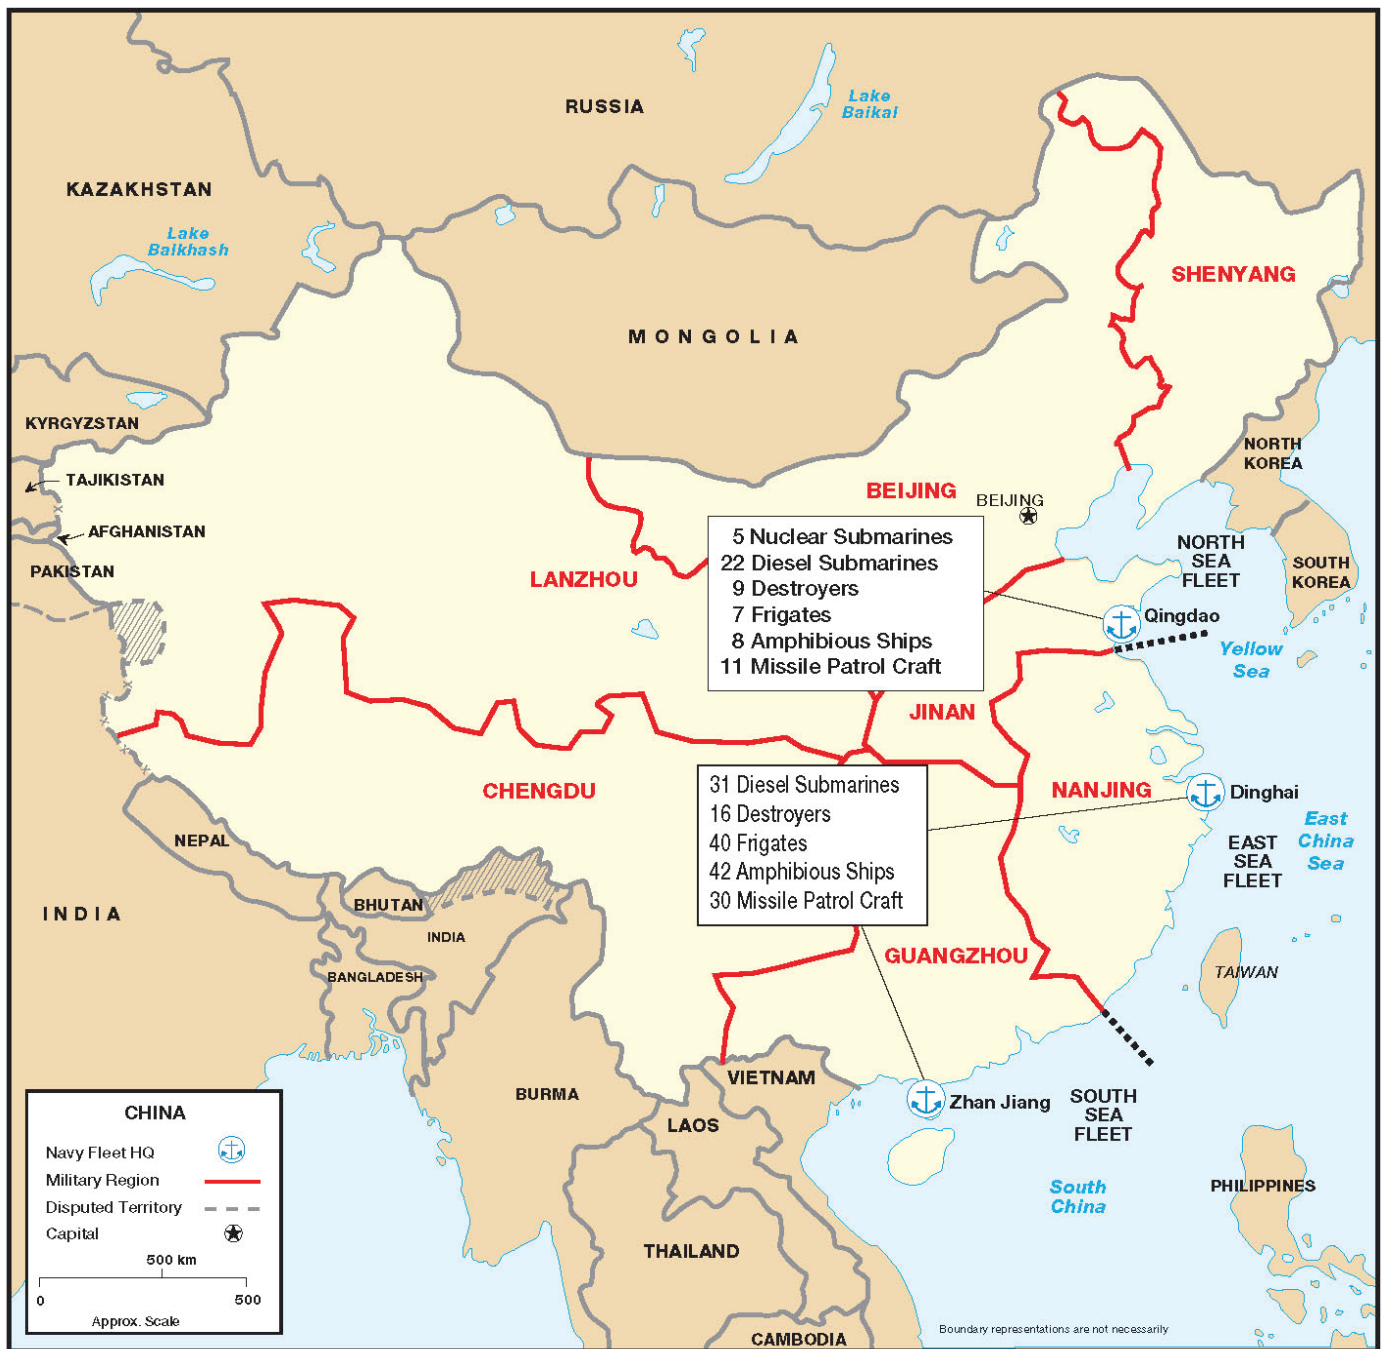 RUSSIA
Lake
Baikal
KAZAKHSTAN
Lake
Balkhash
SHENYANG
MONGOLIA
KYRGYZSTAN
NORTH
KOREA
TAJIKISTAN
BEIJING
BEIJING
AFGHANISTAN
5 Nuclear Submarines
22 Diesel Submarines
9 Destroyers
7 Frigates
8 Amphibious Ships
11 Missile Patrol Craft
NORTH
SEA
FLEET
PAKISTAN
LANZHOU
SOUTH
KOREA
Qingdao
Yellow
Sea
JINAN
CHENGDU
31 Diesel Submarines
16 Destroyers
40 Frigates
42 Amphibious Ships
30 Missile Patrol Craft
NANJING
Dinghai
East
China
Sea
EAST
SEA
FLEET
NEPAL
INDIA
BHUTAN
INDIA
GUANGZHOU
BANGLADESH
TAIWAN
VIETNAM
BURMA
Zhan Jiang
SOUTH
SEA
FLEET
LAOS
South
China
PHILIPPINES
THAILAND
CAMBODIA
CHINA
Navy Fleet HQ
Military Region
Disputed Territory
Capital
500 km
0
500
Approx. Scale
Boundary representations are not necessarily